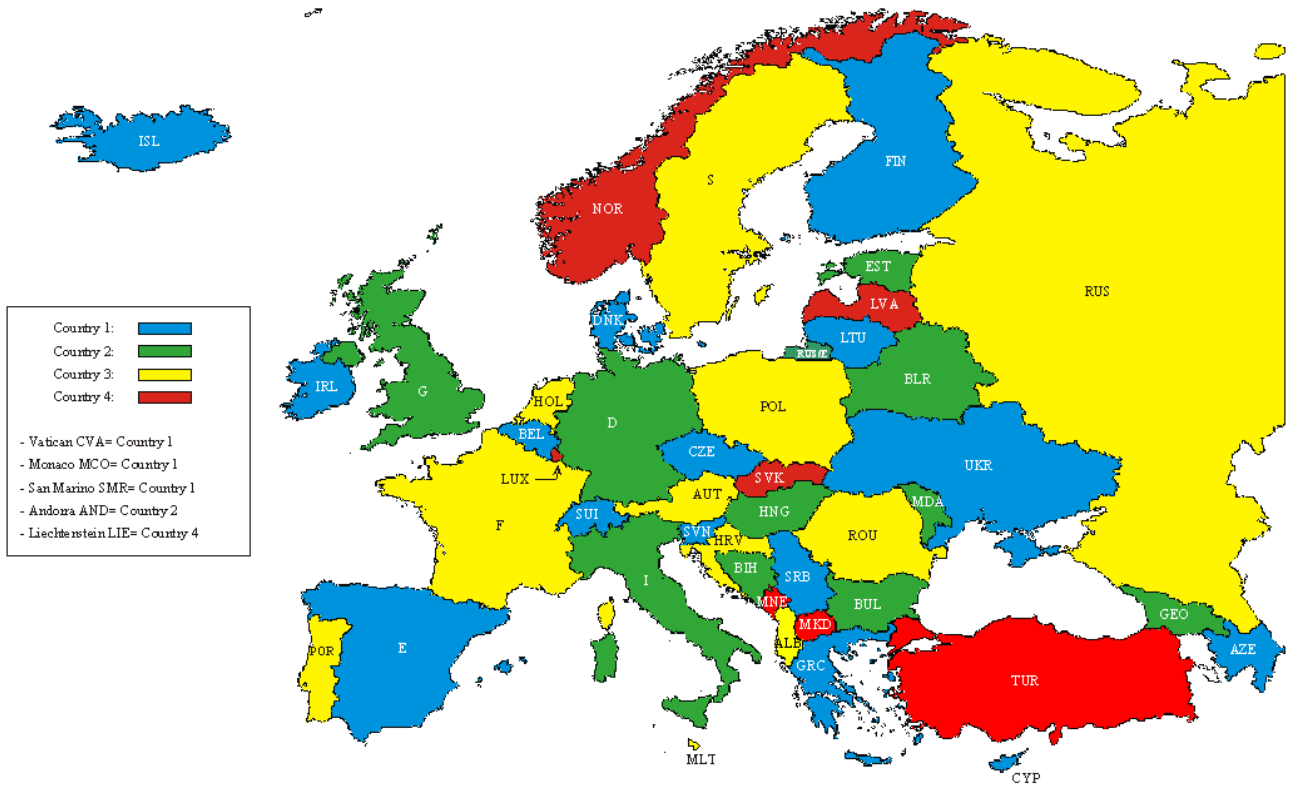 ISL
FIN
S
NOR
EST
RUS
LVA
DNK
LTU
RUS/E
Country 1:
Country 2:
Country 3:
Country 4:
IRL
G
BLR
HOL
POL
D
BEL
- Vatican CVA= Country 1
- Monaco MCO= Country 1
- San Marino SMR= Country 1
- Andorra AND= Country 2
- Liechtenstein LIE= Country 4
CZE
UKR
LUX
SVK
AUT
MDA
HNG
SUI
F
SVN
HRV
ROU
BIH
SRB
I
MNE
BUL
GEO
MKD
ALB
POR
E
AZE
GRC
TUR
MLT
CYP